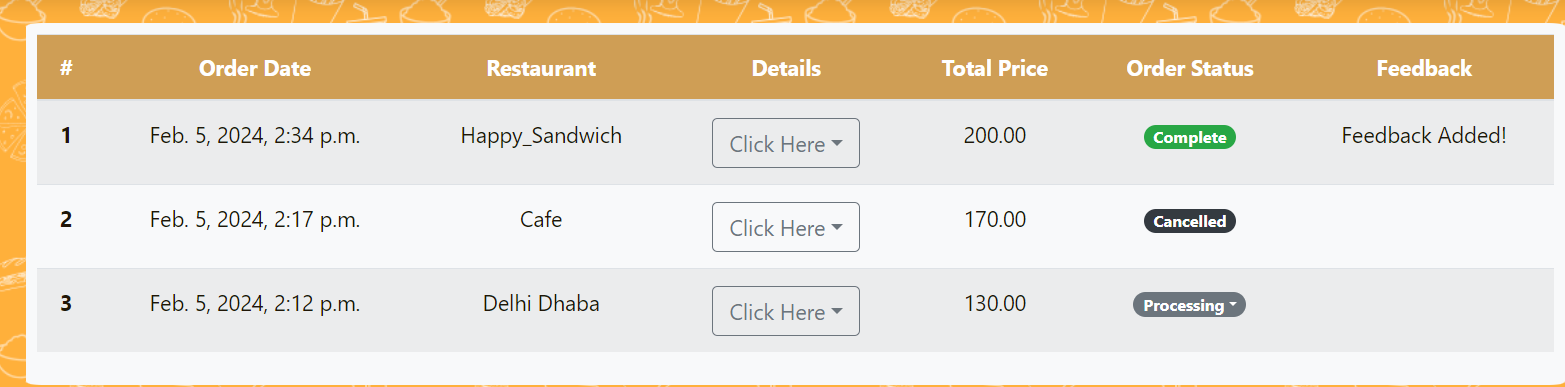 # Order Date Restaurant Details Total Price Order Status Feedback
1 Feb. 5, 2024, 2:34 p.m. Happy_Sandwich Click Here 200.00 Complete Feedback Added!
2 Feb. 5, 2024, 2:17 p.m. Cafe Click Here 170.00 Cancelled
3 Feb. 5, 2024, 2:12 p.m. Delhi Dhaba Click Here 130.00 Processing